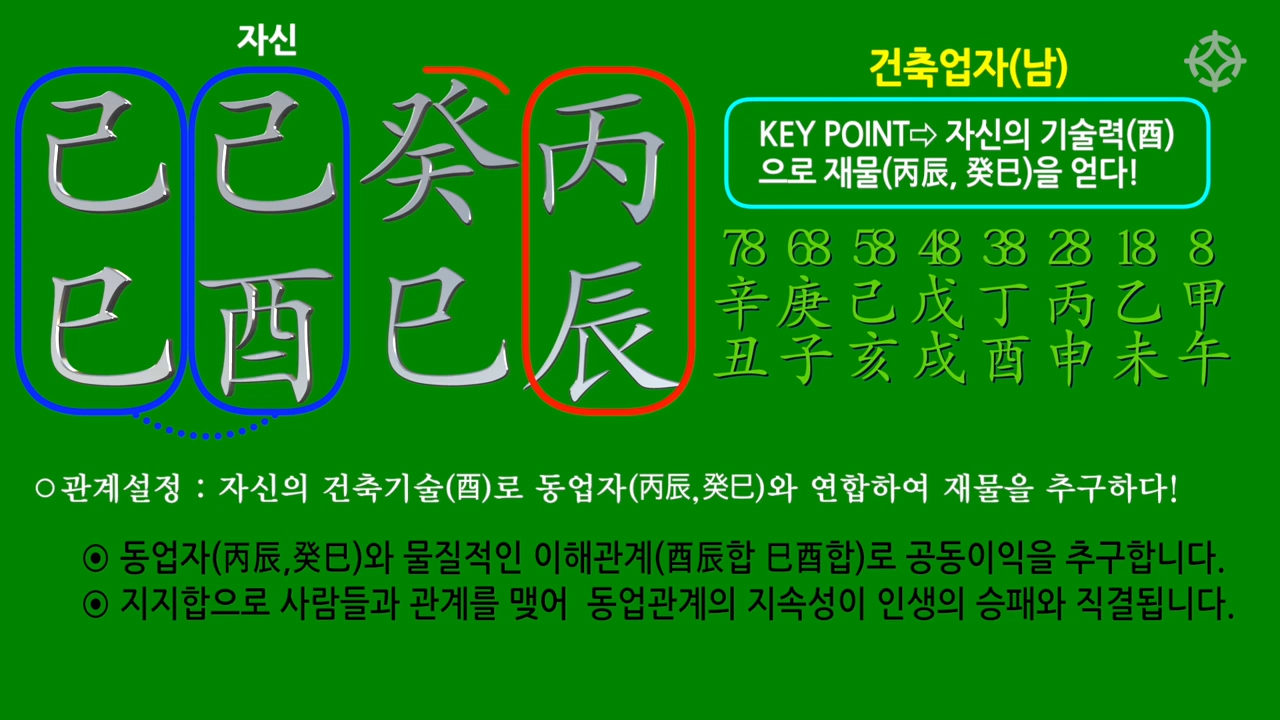 자신
己 己 癸 丙
巳 酉 巳 辰
건축업자(남)
KEY POINT⇨ 자신의 기술력(酉)
으로 재물(丙辰, 癸巳)을 얻다!
78 68 58 48 38 28 18 8
辛 庚 己 戊 丁 丙 乙 甲
丑 子 亥 戌 酉 申 未 午
○관계설정 : 자신의 건축기술(酉)로 동업자(丙辰,癸巳)와 연합하여 재물을 추구하다!
◉ 동업자(丙辰,癸巳)와 물질적인 이해관계(酉辰합 巳酉합)로 공동이익을 추구합니다.
◉ 지지합으로 사람들과 관계를 맺어 동업관계의 지속성이 인생의 승패와 직결됩니다.